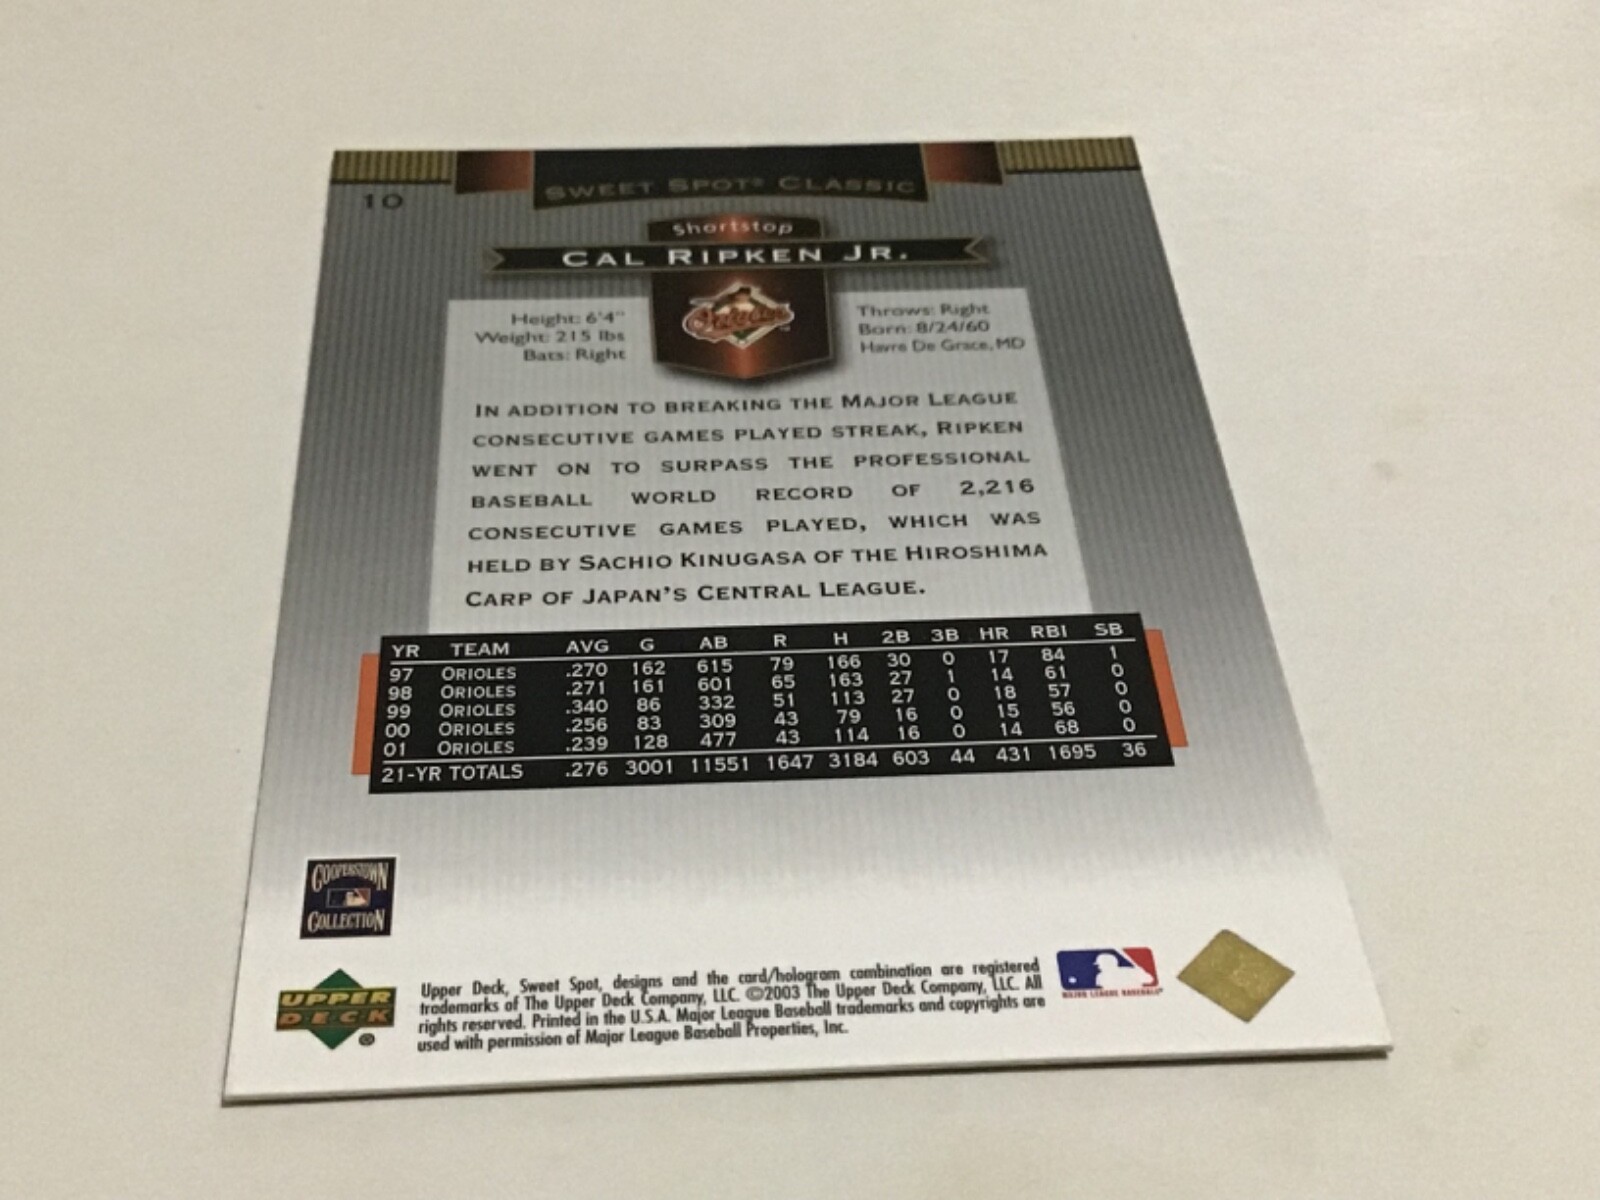 10
SWEET SPOT® CLASSIC
Shortstop
CAL RIPKEN JR.
Orioles
Height: 6'4"
Weight: 215 lbs
Bats: Right
Throws: Right
Born: 8/24/60
Havre De Grace, MD
IN ADDITION TO BREAKING THE MAJOR LEAGUE
CONSECUTIVE GAMES PLAYED STREAK, RIPKEN
WENT ON TO SURPASS THE PROFESSIONAL
BASEBALL WORLD RECORD OF 2,216
CONSECUTIVE GAMES PLAYED, WHICH WAS
HELD BY SACHIO KINUGASA OF THE HIROSHIMA
CARP OF JAPAN'S CENTRAL LEAGUE.
YR TEAM AVG G AB R H 2B 3B HR RBI SB
97 ORIOLES .270 162 615 79 166 30 0 17 84 1
98 ORIOLES .271 161 601 65 163 27 1 14 61 0
99 ORIOLES .340 86 332 51 113 27 0 18 57 0
00 ORIOLES .256 83 309 43 79 16 0 15 56 0
01 ORIOLES .239 128 477 43 114 16 0 14 68 0
21-YR TOTALS .276 3001 11551 1647 3184 603 44 431 1695 36
COOPERSTOWN
COLLECTION
UPPER
DECK®
Upper Deck, Sweet Spot, designs and the card/hologram combination are registered
trademarks of The Upper Deck Company, LLC. ©2003 The Upper Deck Company, LLC. All
rights reserved. Printed in the U.S.A. Major League Baseball trademarks and copyrights are
used with permission of Major League Baseball Properties, Inc.
MAJOR LEAGUE BASEBALL®